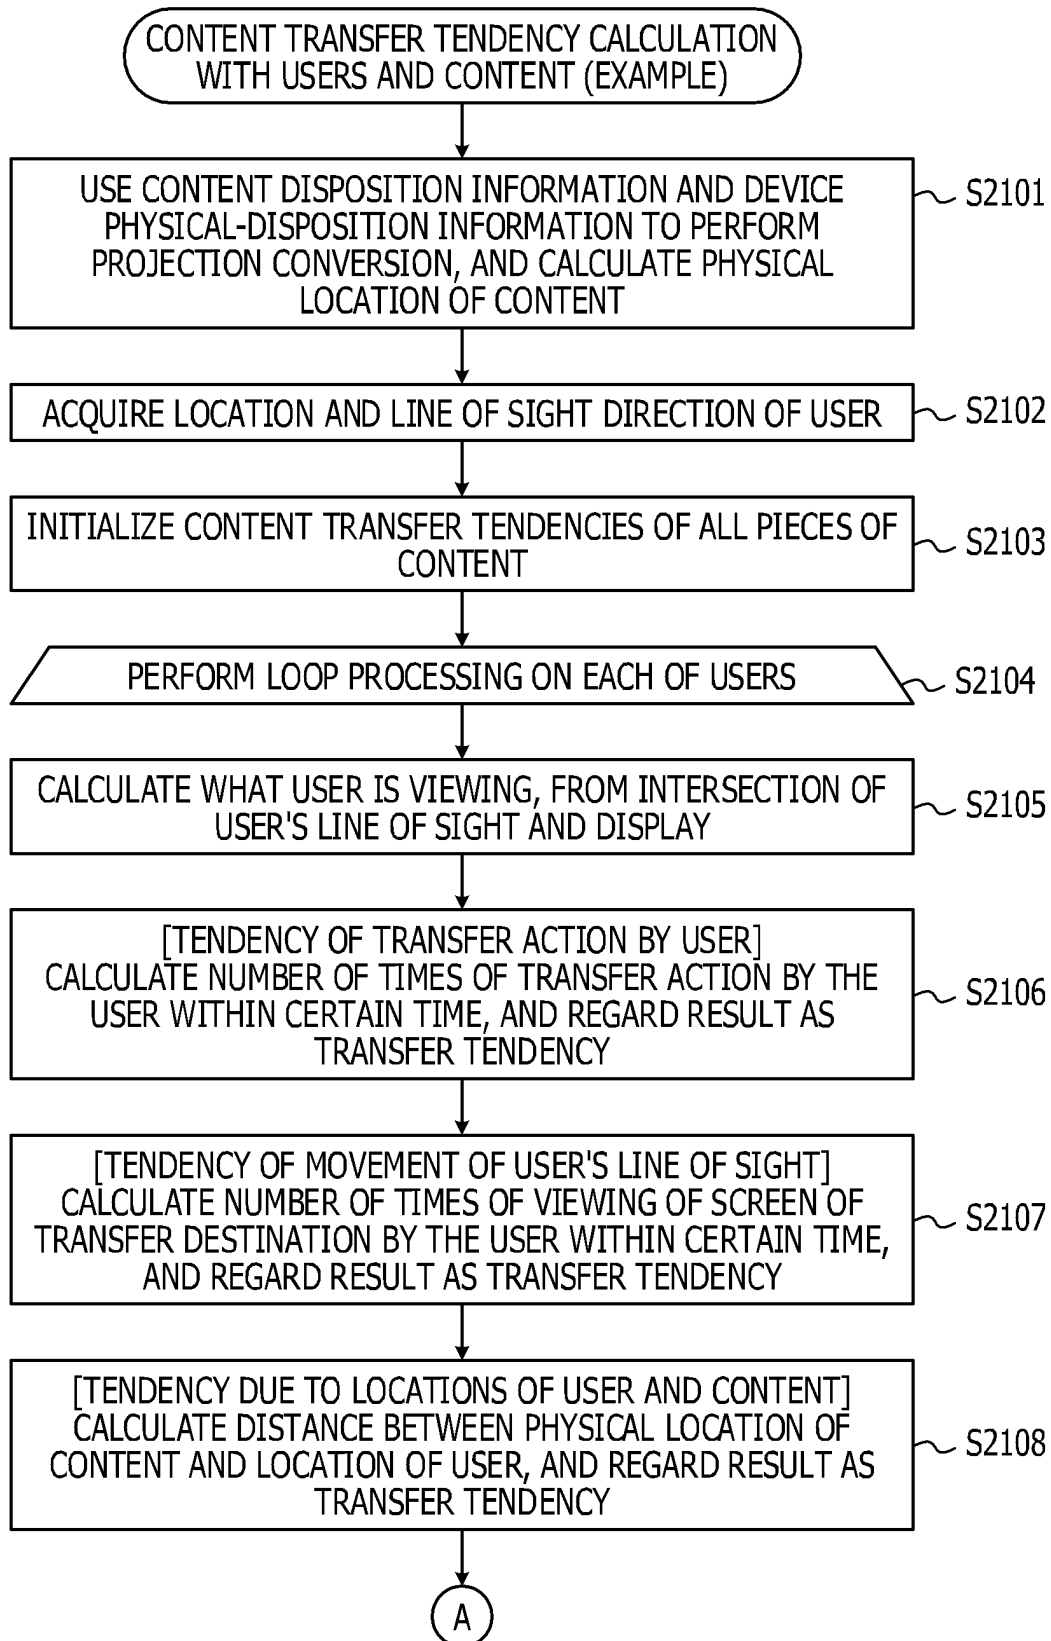 CONTENT TRANSFER TENDENCY CALCULATION
WITH USERS AND CONTENT (EXAMPLE)
USE CONTENT DISPOSITION INFORMATION AND DEVICE
PHYSICAL-DISPOSITION INFORMATION TO PERFORM
PROJECTION CONVERSION, AND CALCULATE PHYSICAL
LOCATION OF CONTENT
S2101
ACQUIRE LOCATION AND LINE OF SIGHT DIRECTION OF USER
S2102
INITIALIZE CONTENT TRANSFER TENDENCIES OF ALL PIECES OF
CONTENT
S2103
PERFORM LOOP PROCESSING ON EACH OF USERS
S2104
CALCULATE WHAT USER IS VIEWING, FROM INTERSECTION OF
USER'S LINE OF SIGHT AND DISPLAY
S2105
[TENDENCY OF TRANSFER ACTION BY USER]
CALCULATE NUMBER OF TIMES OF TRANSFER ACTION BY THE
USER WITHIN CERTAIN TIME, AND REGARD RESULT AS
TRANSFER TENDENCY
S2106
[TENDENCY OF MOVEMENT OF USER'S LINE OF SIGHT]
CALCULATE NUMBER OF TIMES OF VIEWING OF SCREEN OF
TRANSFER DESTINATION BY THE USER WITHIN CERTAIN TIME,
AND REGARD RESULT AS TRANSFER TENDENCY
S2107
[TENDENCY DUE TO LOCATIONS OF USER AND CONTENT]
CALCULATE DISTANCE BETWEEN PHYSICAL LOCATION OF
CONTENT AND LOCATION OF USER, AND REGARD RESULT AS
TRANSFER TENDENCY
S2108
A